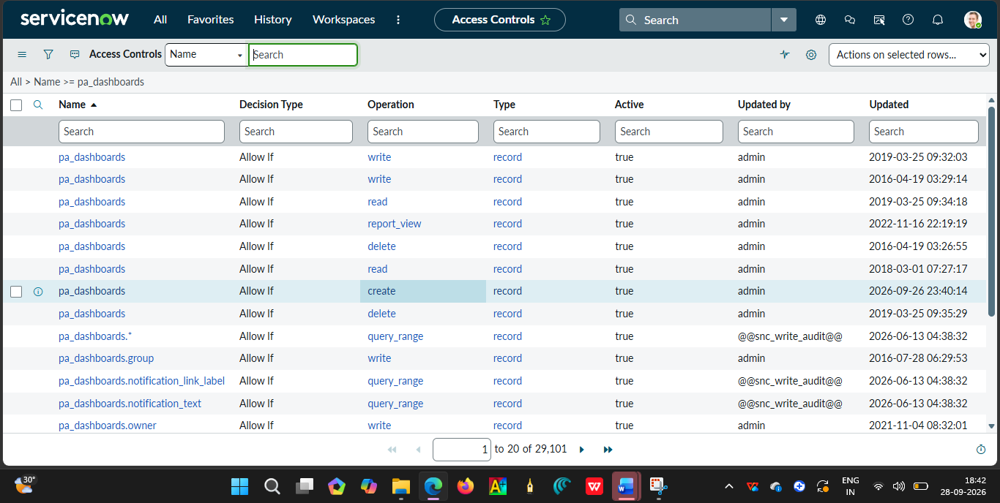 servicenow All Favorites History Workspaces Access Controls Search
Access Controls Name Search Actions on selected rows...
All > Name >= pa_dashboards
Name Decision Type Operation Type Active Updated by Updated
Search Search Search Search Search Search Search
pa_dashboards Allow If write record true admin 2019-03-25 09:32:03
pa_dashboards Allow If write record true admin 2016-04-19 03:29:14
pa_dashboards Allow If read record true admin 2019-03-25 09:34:18
pa_dashboards Allow If report_view record true admin 2022-11-16 22:19:19
pa_dashboards Allow If delete record true admin 2016-04-19 03:26:55
pa_dashboards Allow If read record true admin 2018-03-01 07:27:17
pa_dashboards Allow If create record true admin 2026-09-26 23:40:14
pa_dashboards Allow If delete record true admin 2019-03-25 09:35:29
pa_dashboards.* Allow If query_range record true @@snc_write_audit@@ 2026-06-13 04:38:32
pa_dashboards.group Allow If write record true admin 2016-07-28 06:29:53
pa_dashboards.notification_link_label Allow If query_range record true @@snc_write_audit@@ 2026-06-13 04:38:32
pa_dashboards.notification_text Allow If query_range record true @@snc_write_audit@@ 2026-06-13 04:38:32
pa_dashboards.owner Allow If write record true admin 2021-11-04 08:32:01
1 to 20 of 29,101
30° ENG 18:42
IN 28-09-2026